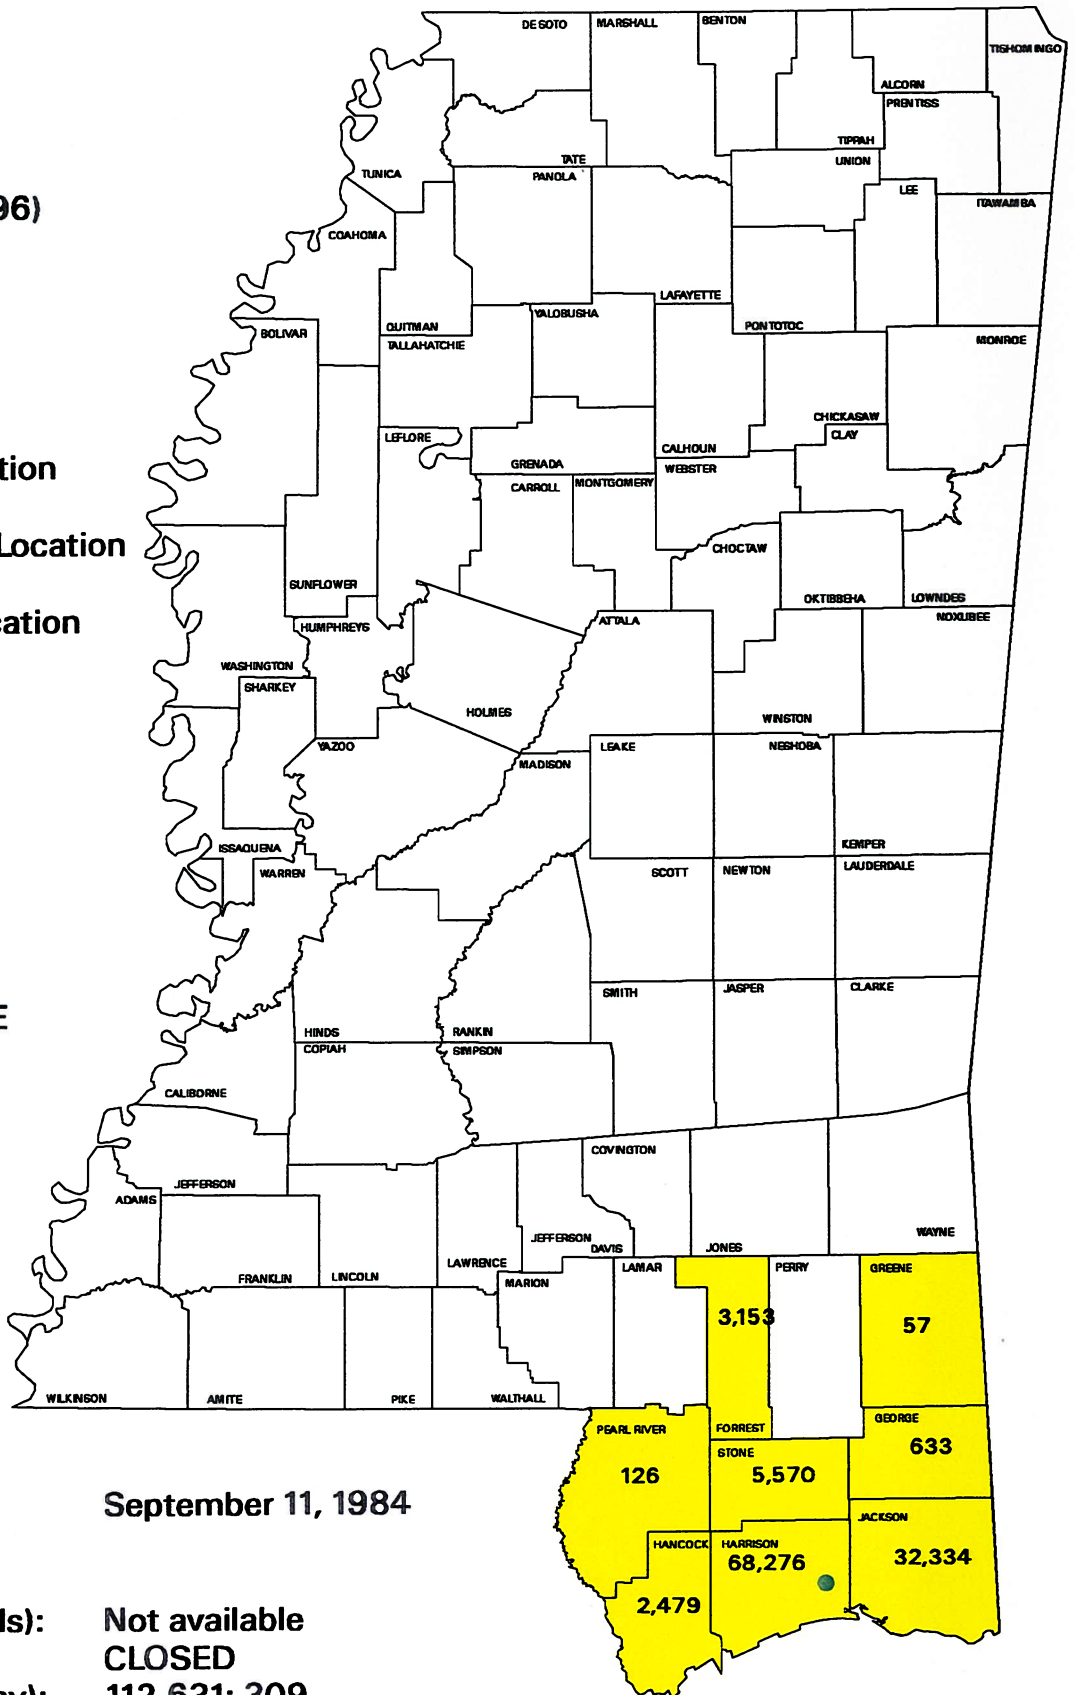 DE SOTO
MARSHALL
BENTON
TISHOMINGO
ALCORN
PRENTISS
TIPPAH
TATE
UNION
TUNICA
PANOLA
LEE
96)
ITAWAMBA
COAHOMA
LAFAYETTE
YALOBUSHA
QUITMAN
PONTOTOC
BOLIVAR
TALLAHATCHIE
MONROE
CHICKASAW
LEFLORE
CLAY
CALHOUN
GRENADA
WEBSTER
tion
CARROLL
MONTGOMERY
Location
CHOCTAW
SUNFLOWER
OKTIBBEHA
LOWNDES
cation
HUMPHREYS
ATTALA
NOXUBEE
WASHINGTON
SHARKEY
HOLMES
WINSTON
YAZOO
LEAKE
NESHOBA
MADISON
ISSAQUENA
KEMPER
WARREN
SCOTT
NEWTON
LAUDERDALE
SMITH
JASPER
CLARKE
E
HINDS
RANKIN
COPIAH
SIMPSON
CALIBORNE
COVINGTON
JEFFERSON
ADAMS
WAYNE
JEFFERSON
DAVIS
JONES
LAWRENCE
LAMAR
PERRY
GREENE
FRANKLIN
LINCOLN
MARION
3,153
57
WILKINSON
AMITE
PIKE
WALTHALL
GEORGE
PEARL RIVER
FORREST
633
STONE
126
5,570
September 11, 1984
JACKSON
HANCOCK
HARRISON
68,276
32,334
2,479
ls):
Not available
CLOSED
ay):
112,631; 309